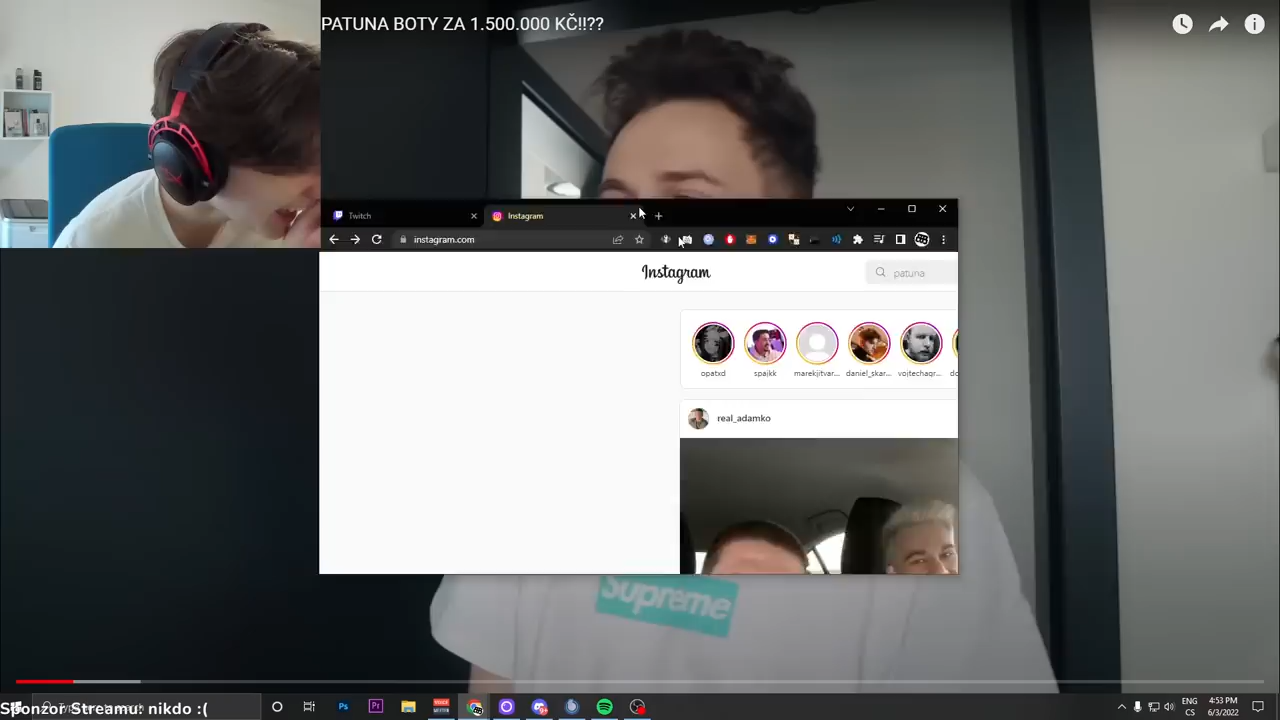 PATUNA BOTY ZA 1.500.000 KČ!!??
Twitch
Instagram
instagram.com
Instagram
patuna
opatxd
spajkk
marekjitvar...
daniel_skar...
vojtechagr...
real_adamko
Supreme
Sponzor Streamu: nikdo :(
ENG
CS
4:53 PM
6/3/2022